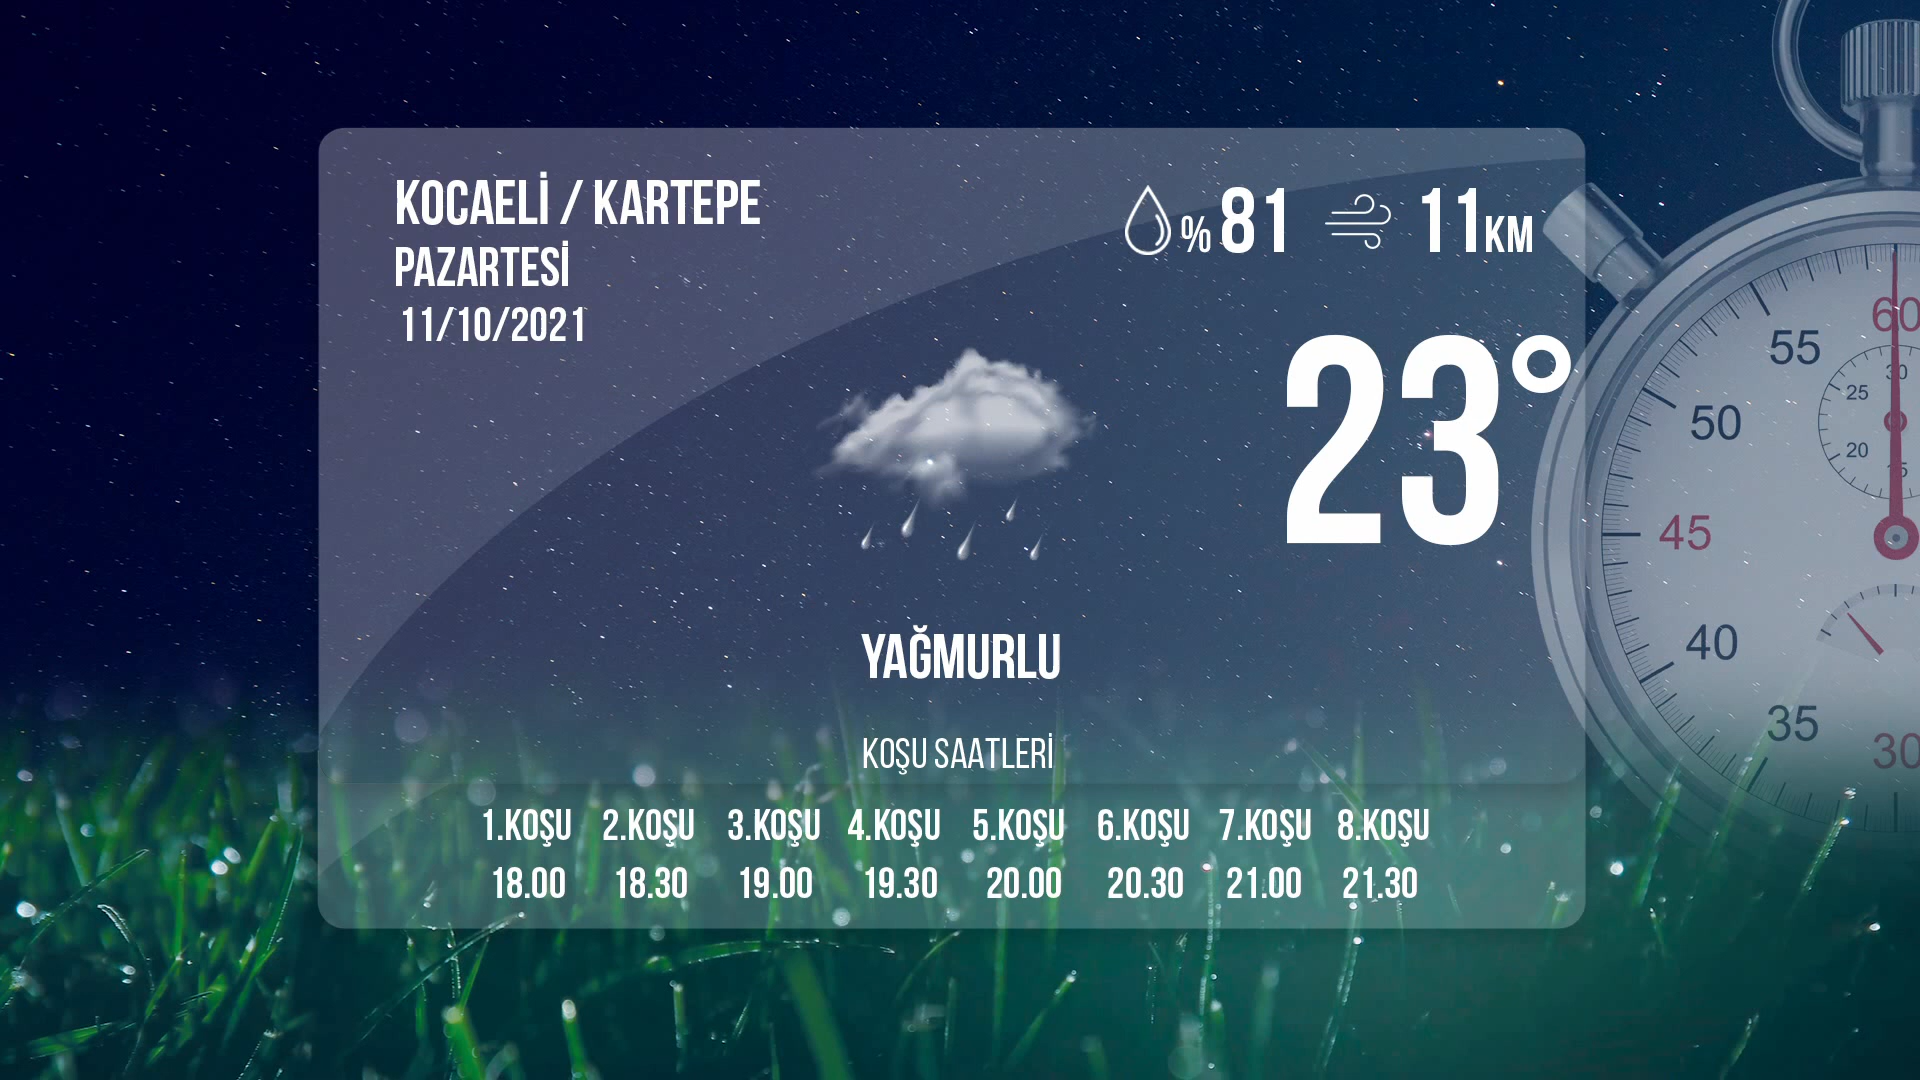 KOCAELİ / KARTEPE
PAZARTESİ
11/10/2021
%81 11KM
23°
YAĞMURLU
KOŞU SAATLERİ
1.KOŞU 2.KOŞU 3.KOŞU 4.KOŞU 5.KOŞU 6.KOŞU 7.KOŞU 8.KOŞU
18.00 18.30 19.00 19.30 20.00 20.30 21.00 21.30
60
55
50
45
40
35
30
30
25
20